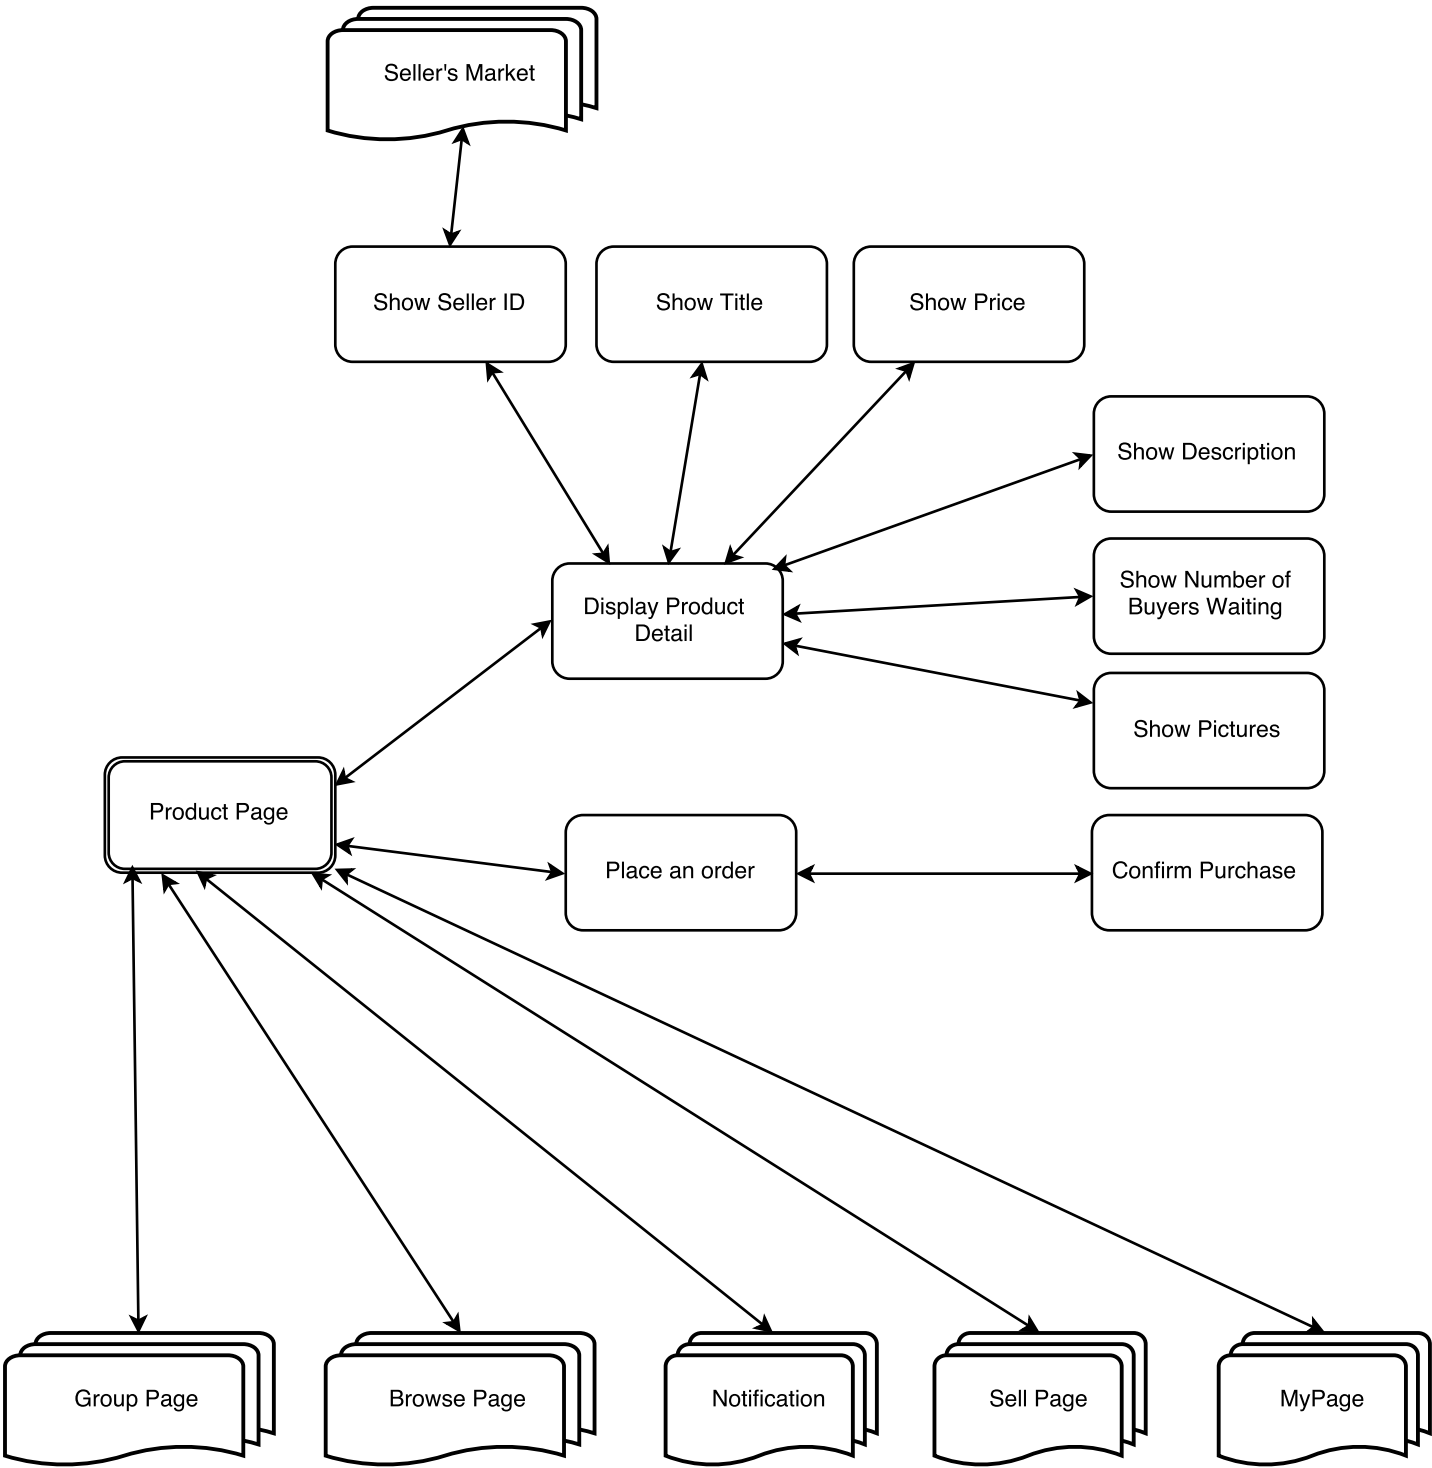 Seller's Market
Show Seller ID
Show Title
Show Price
Show Description
Show Number of
Buyers Waiting
Display Product
Detail
Show Pictures
Product Page
Place an order
Confirm Purchase
Group Page
Browse Page
Notification
Sell Page
MyPage